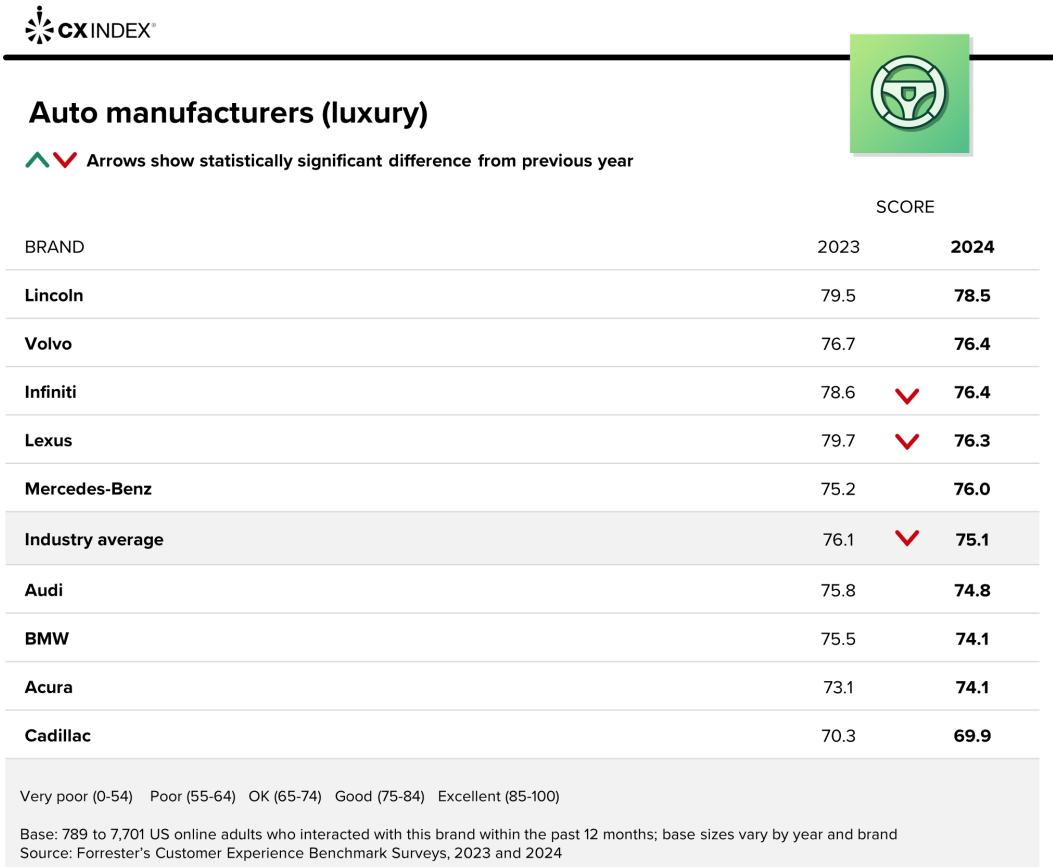 CX INDEX®
Auto manufacturers (luxury)
Arrows show statistically significant difference from previous year
SCORE
BRAND 2023 2024
Lincoln 79.5 78.5
Volvo 76.7 76.4
Infiniti 78.6 76.4
Lexus 79.7 76.3
Mercedes-Benz 75.2 76.0
Industry average 76.1 75.1
Audi 75.8 74.8
BMW 75.5 74.1
Acura 73.1 74.1
Cadillac 70.3 69.9
Very poor (0-54) Poor (55-64) OK (65-74) Good (75-84) Excellent (85-100)
Base: 789 to 7,701 US online adults who interacted with this brand within the past 12 months; base sizes vary by year and brand
Source: Forrester’s Customer Experience Benchmark Surveys, 2023 and 2024